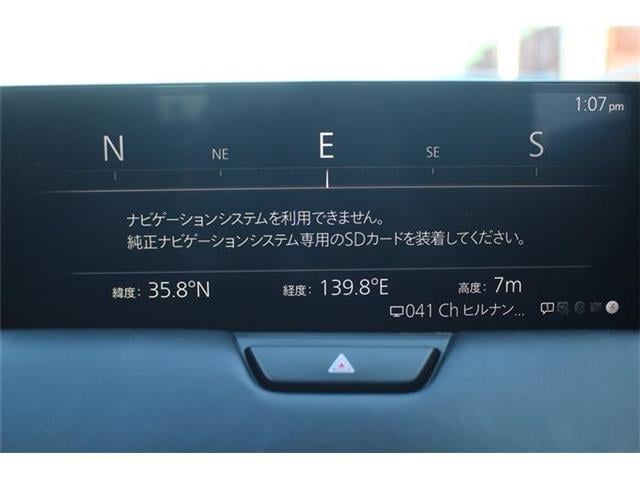 1:07 pm
N NE E SE S
ナビゲーションシステムを利用できません。
純正ナビゲーションシステム専用のSDカードを装着してください。
緯度: 35.8°N 経度: 139.8°E 高度: 7m
041 Ch ヒルナン...